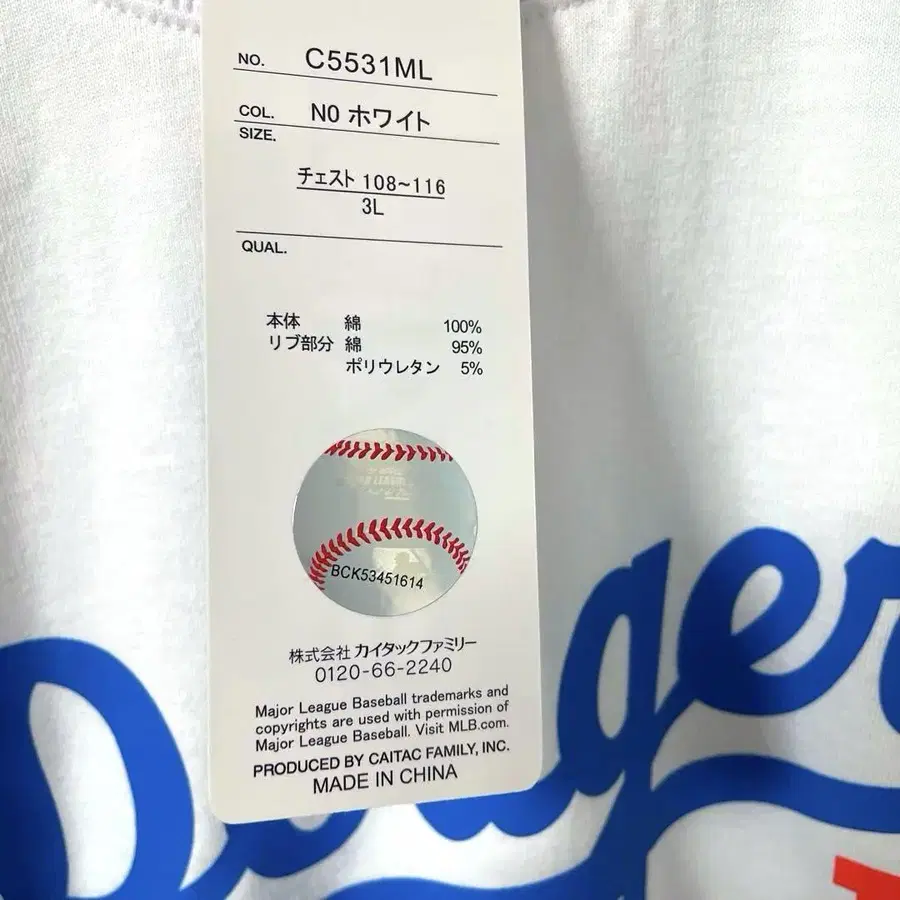 NO. C5531ML
COL. N0 ホワイト
SIZE.
チェスト 108~116
3L
QUAL.
本体 綿 100%
リブ部分 綿 95%
ポリウレタン 5%
BCK53451614
株式会社 カイタックファミリー
0120-66-2240
Major League Baseball trademarks and
copyrights are used with permission of
Major League Baseball. Visit MLB.com.
PRODUCED BY CAITAC FAMILY, INC.
MADE IN CHINA
Dodger